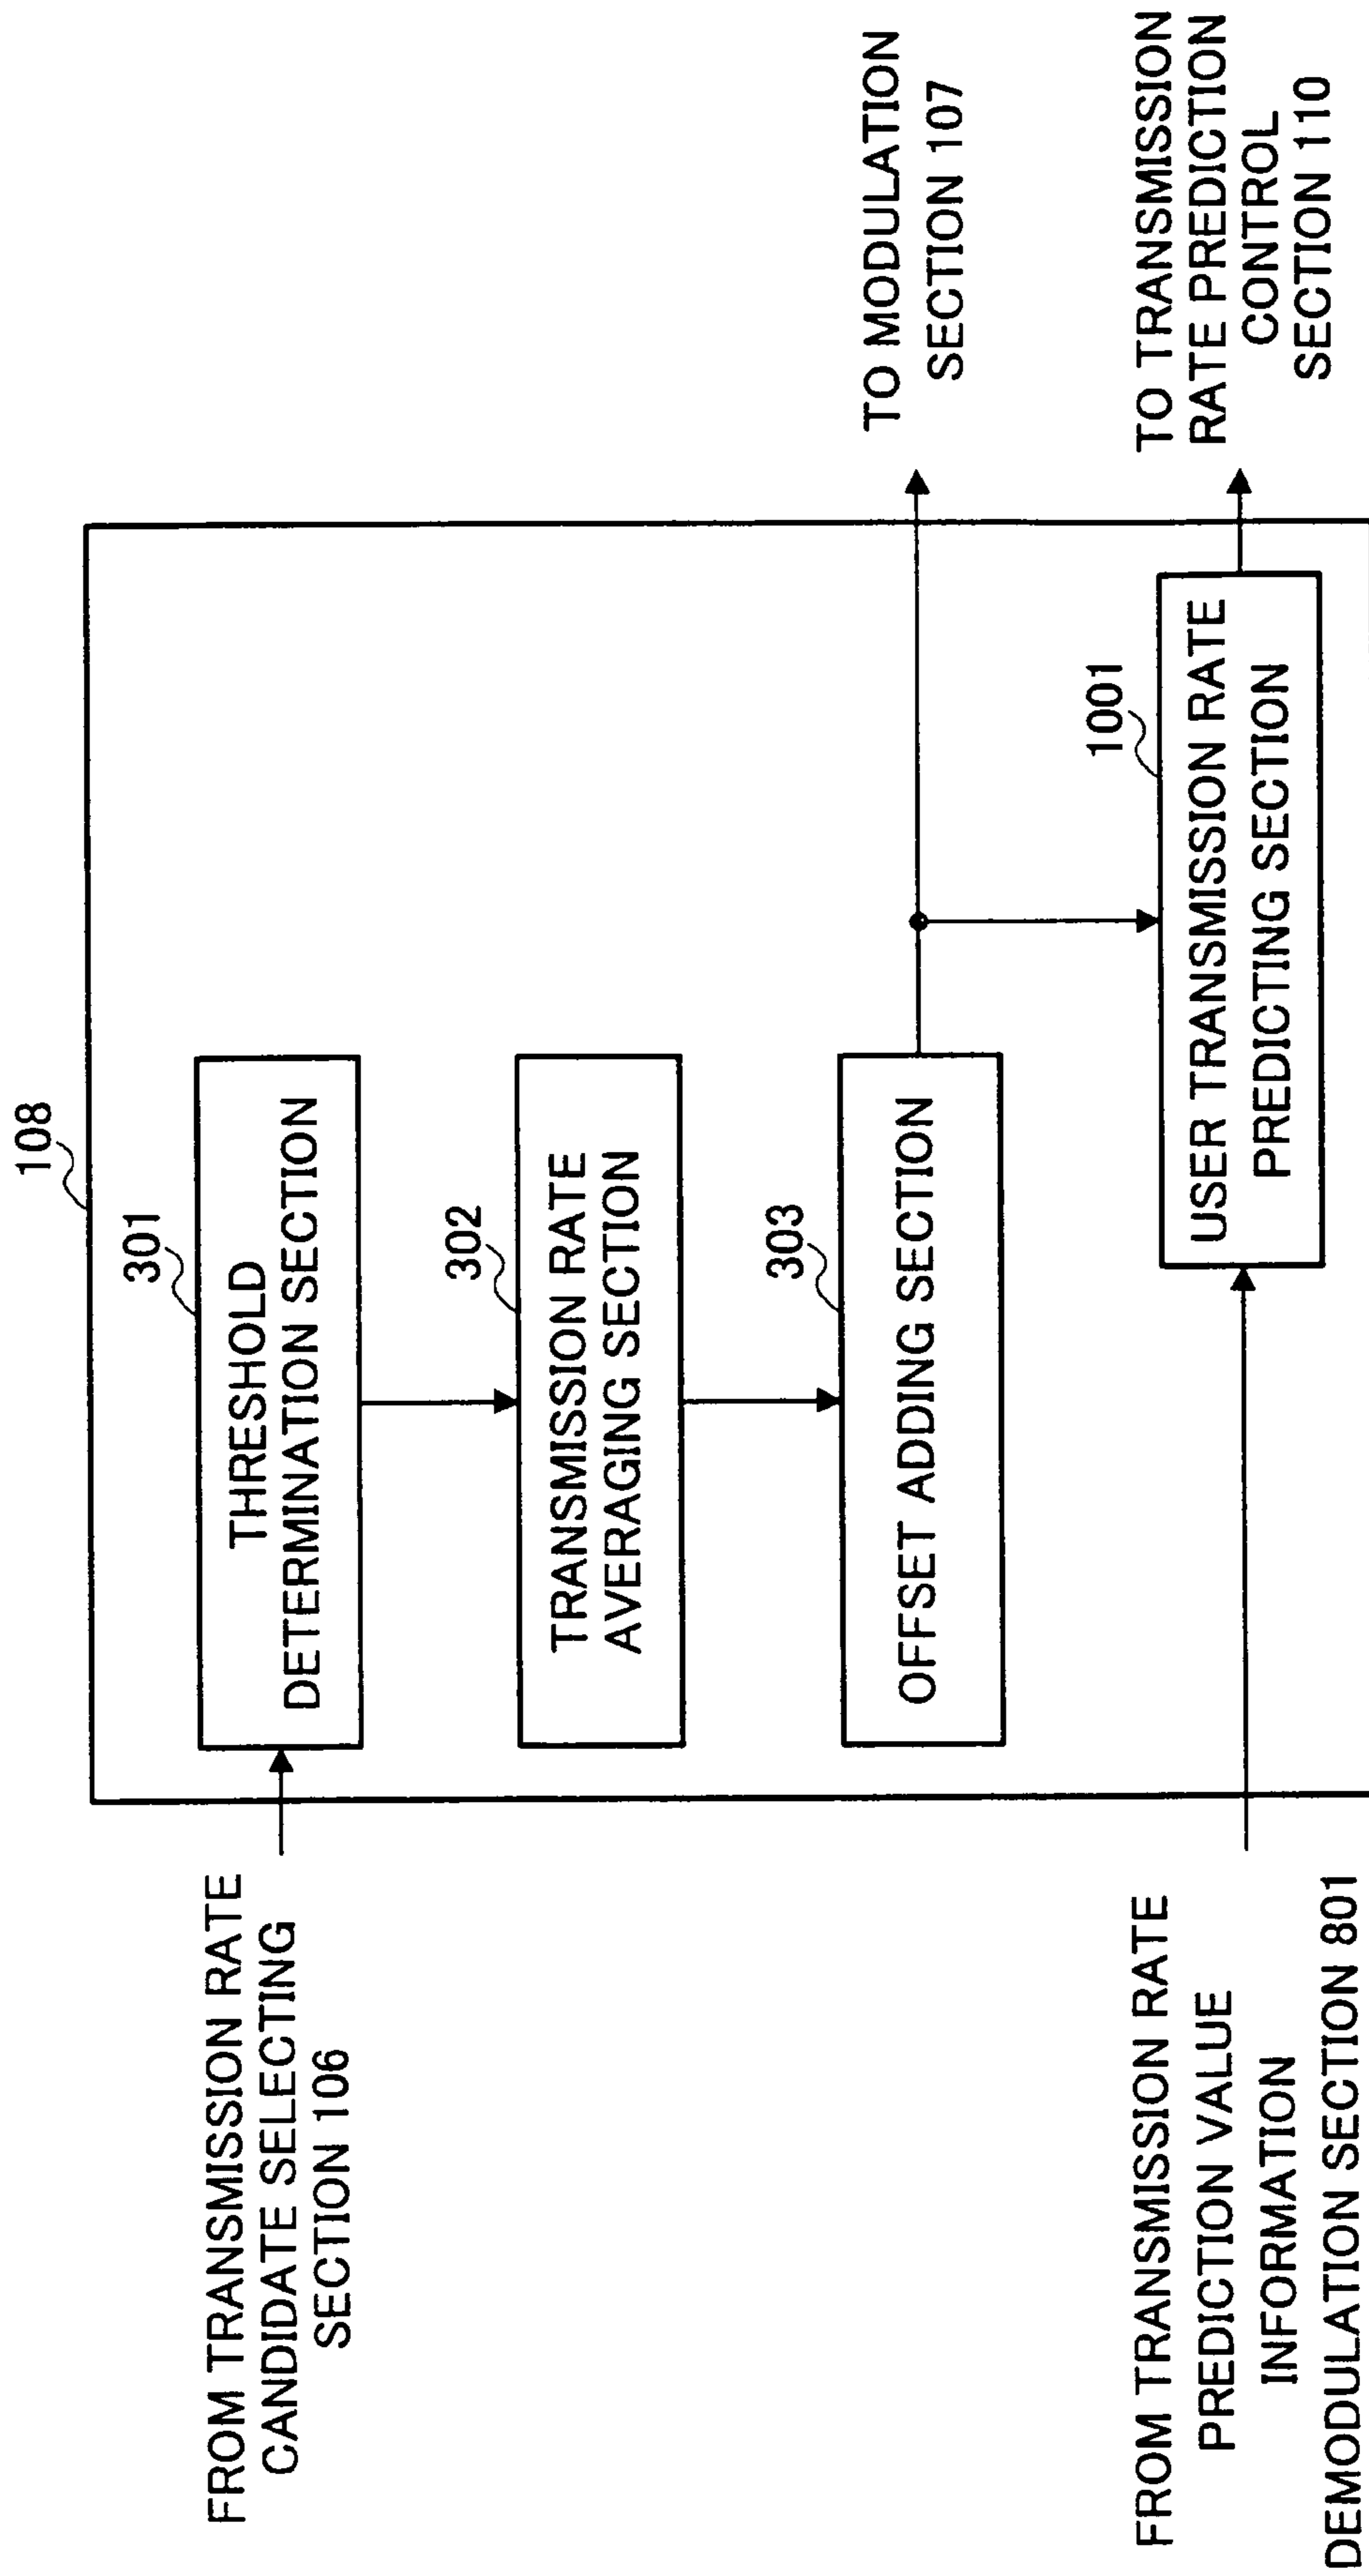 108
FROM TRANSMISSION RATE
CANDIDATE SELECTING
SECTION 106
301
THRESHOLD
DETERMINATION SECTION
302
TRANSMISSION RATE
AVERAGING SECTION
303
OFFSET ADDING SECTION
TO MODULATION
SECTION 107
FROM TRANSMISSION RATE
PREDICTION VALUE
INFORMATION
DEMODULATION SECTION 801
1001
USER TRANSMISSION RATE
PREDICTING SECTION
TO TRANSMISSION
RATE PREDICTION
CONTROL
SECTION 110